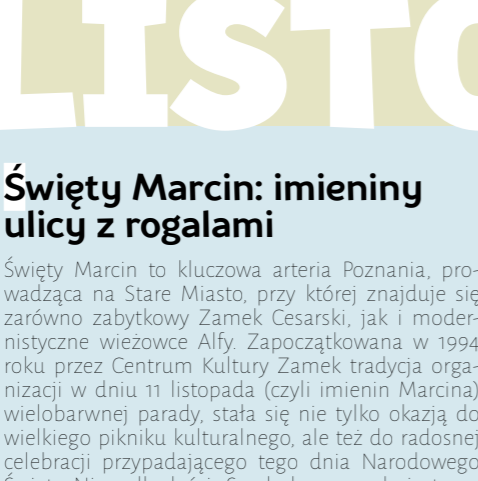 LISTO
Święty Marcin: imieniny
ulicy z rogalami
Święty Marcin to kluczowa arteria Poznania, pro-
wadząca na Stare Miasto, przy której znajduje się
zarówno zabytkowy Zamek Cesarski, jak i moder-
nistyczne wieżowce Alfy. Zapoczątkowana w 1994
roku przez Centrum Kultury Zamek tradycja orga-
nizacji w dniu 11 listopada (czyli imienin Marcina)
wielobarwnej parady, stała się nie tylko okazją do
wielkiego pikniku kulturalnego, ale też do radosnej
celebracji przypadającego tego dnia Narodowego